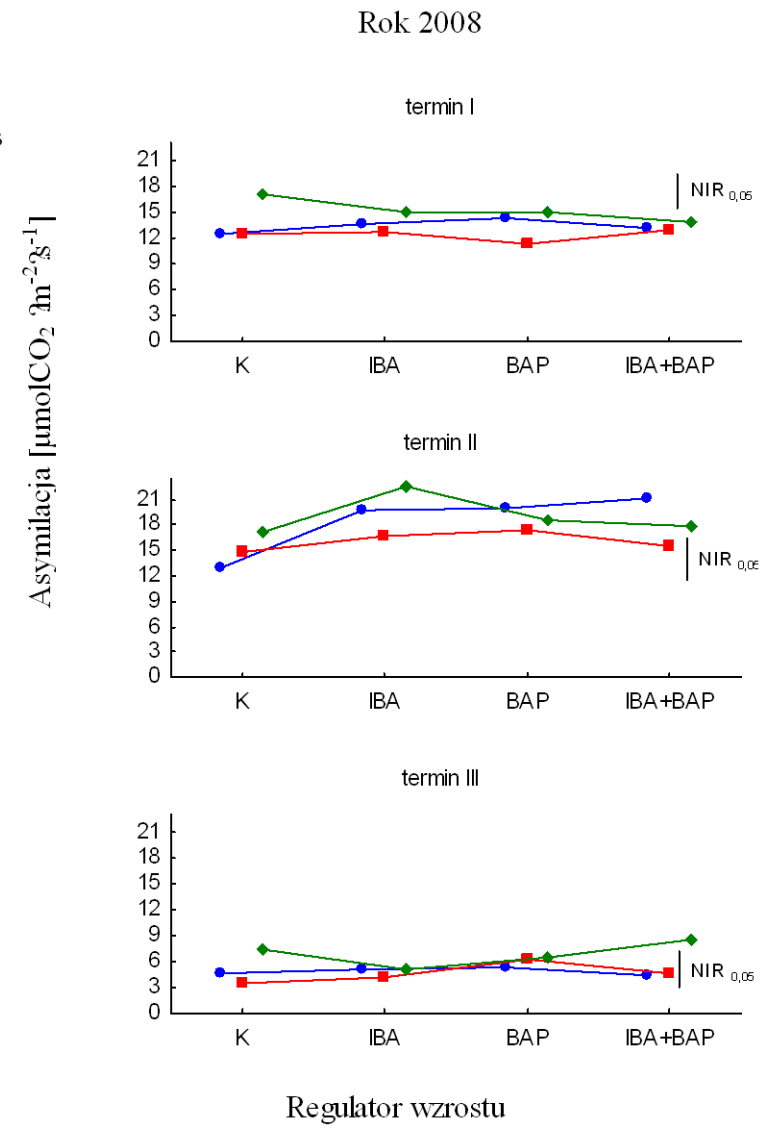 Rok 2008
termin I
21
18
15
12
9
6
3
0
NIR 0,05
K IBA BAP IBA+BAP
Asymilacja [µmolCO2 ?m-2?s-1]
termin II
21
18
15
12
9
6
3
0
NIR 0,05
K IBA BAP IBA+BAP
termin III
21
18
15
12
9
6
3
0
NIR 0,05
K IBA BAP IBA+BAP
Regulator wzrostu